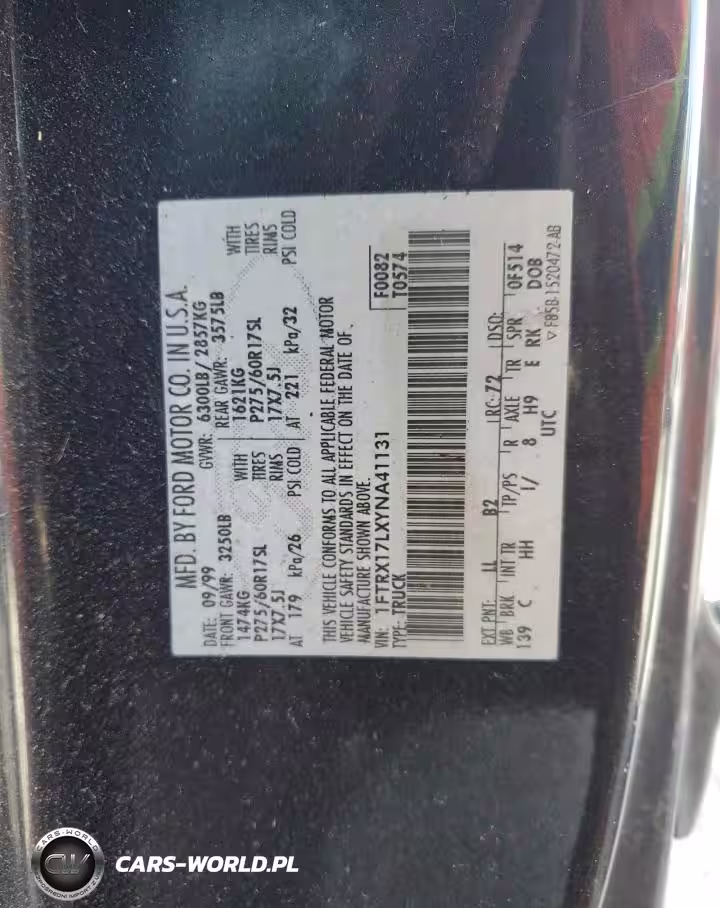 MFD. BY FORD MOTOR CO. IN U.S.A.
DATE: 09/99 GVWR: 6300LB/ 2857KG
FRONT GAWR: 3250LB REAR GAWR: 3575LB
1474KG WITH 1621KG WITH
P275/60R17SL TIRES P275/60R17SL TIRES
17X7.5J RIMS 17X7.5J RIMS
AT 179 kPa/26 PSI COLD AT 221 kPa/32 PSI COLD
THIS VEHICLE CONFORMS TO ALL APPLICABLE FEDERAL MOTOR
VEHICLE SAFETY STANDARDS IN EFFECT ON THE DATE OF
MANUFACTURE SHOWN ABOVE.
VIN: 1FTRX17LXYNA41131 F0082
TYPE: TRUCK T0574
EXT PNT: LL B2 RC: 72 DSO:
WB BRK INT TR TP/PS R AXLE TR SPR 0F514
139 C HH I/ 8 H9 E RK DOB
UTC ▽F85B-1520472-AB
CARS-WORLD
CW
CARS-WORLD.PL